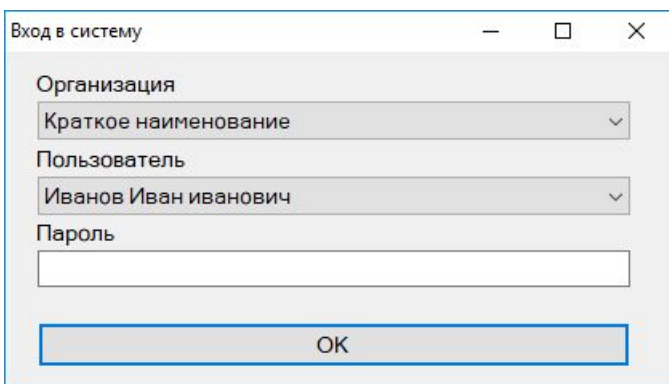 Вход в систему
Организация
Краткое наименование
Пользователь
Иванов Иван иванович
Пароль
OK